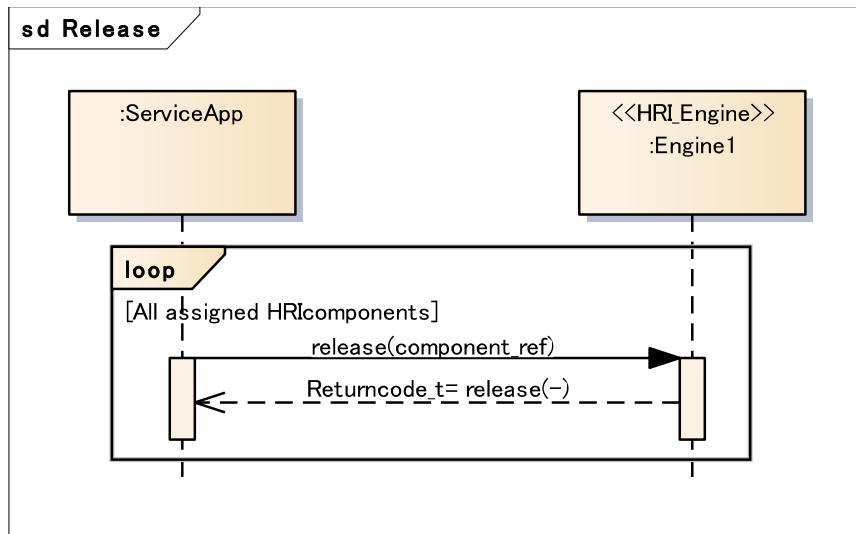 sd Release
:ServiceApp
<<HRI_Engine>>
:Engine1
loop
[All assigned HRIcomponents]
release(component_ref)
Returncode_t= release(-)